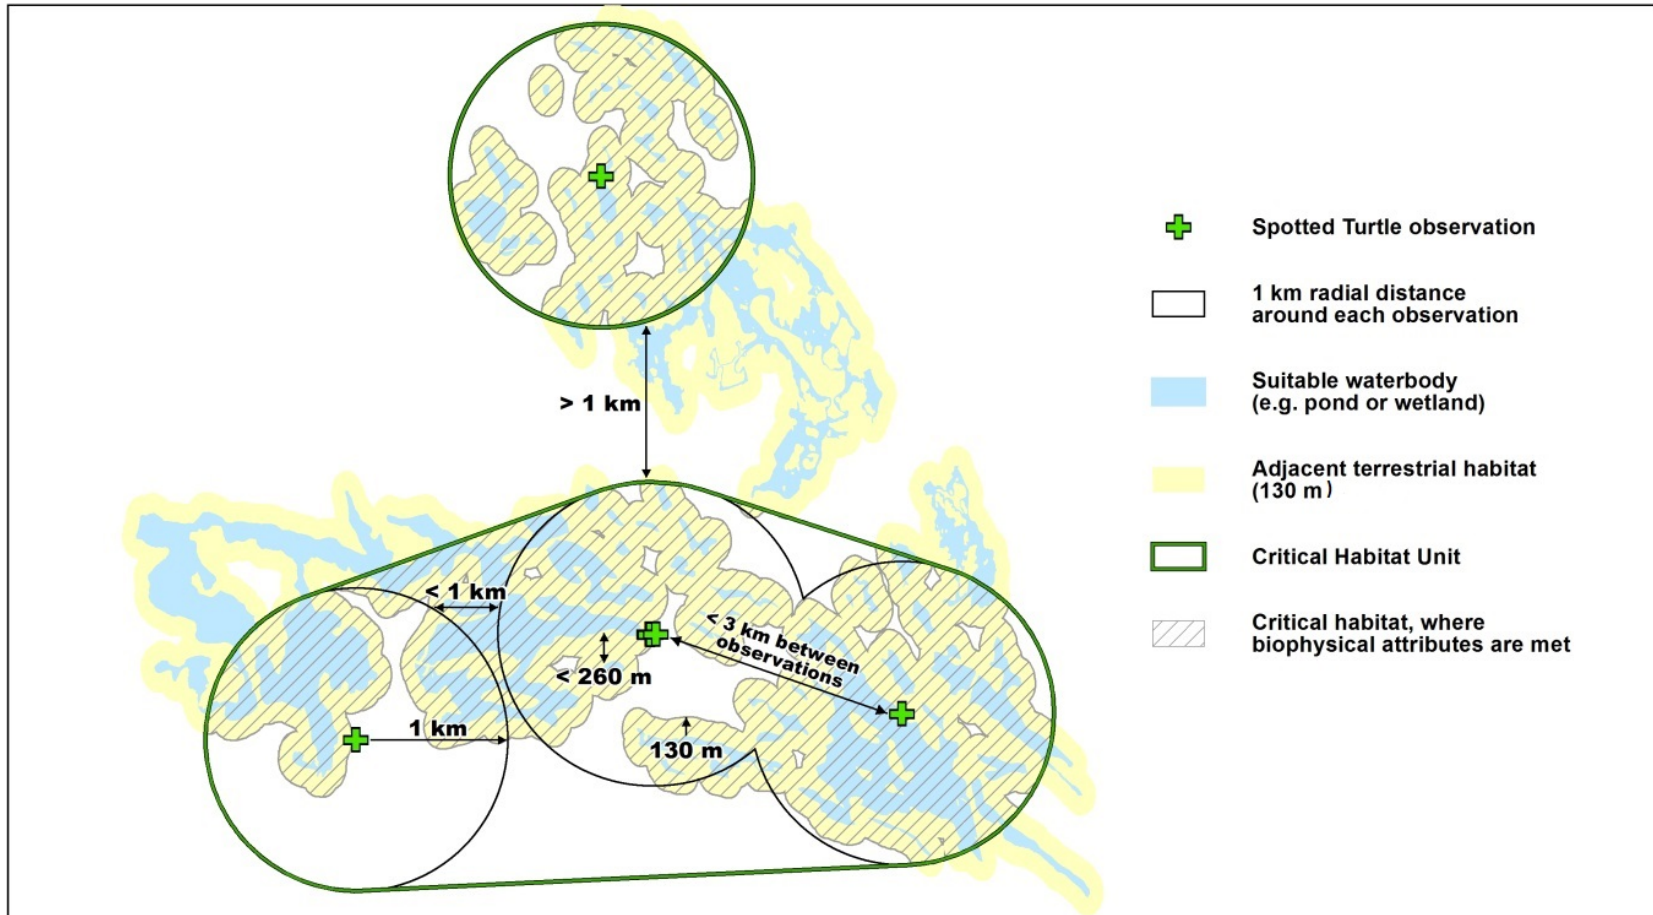 Spotted Turtle observation
1 km radial distance
around each observation
Suitable waterbody
(e.g. pond or wetland)
Adjacent terrestrial habitat
(130 m)
Critical Habitat Unit
Critical habitat, where
biophysical attributes are met
> 1 km
< 1 km
< 3 km between
observations
< 260 m
1 km
130 m